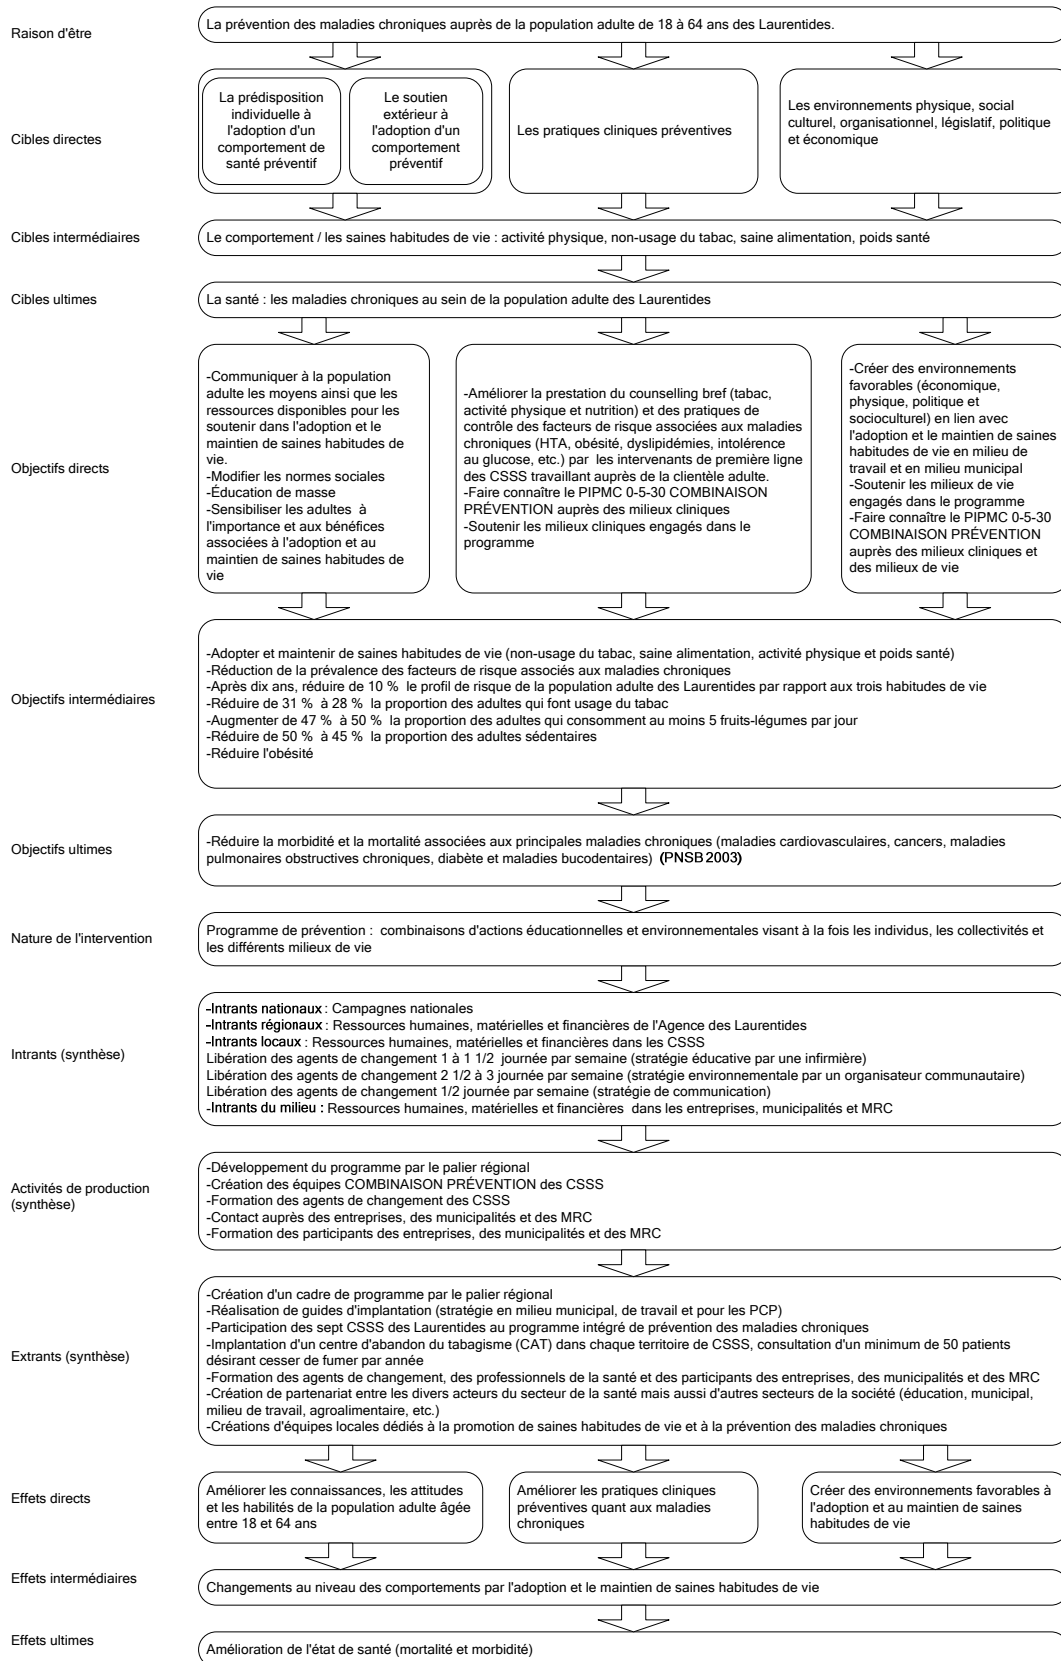 Raison d'être
La prévention des maladies chroniques auprès de la population adulte de 18 à 64 ans des Laurentides.
Cibles directes
La prédisposition
individuelle à
l'adoption d'un
comportement de
santé préventif
Le soutien
extérieur à
l'adoption d'un
comportement
préventif
Les pratiques cliniques préventives
Les environnements physique, social
culturel, organisationnel, législatif, politique
et économique
Cibles intermédiaires
Le comportement / les saines habitudes de vie : activité physique, non-usage du tabac, saine alimentation, poids santé
Cibles ultimes
La santé : les maladies chroniques au sein de la population adulte des Laurentides
Objectifs directs
-Communiquer à la population
adulte les moyens ainsi que les
ressources disponibles pour les
soutenir dans l'adoption et le
maintien de saines habitudes de
vie.
-Modifier les normes sociales
-Éducation de masse
-Sensibiliser les adultes à
l'importance et aux bénéfices
associées à l'adoption et au
maintien de saines habitudes de
vie
-Améliorer la prestation du counselling bref (tabac,
activité physique et nutrition) et des pratiques de
contrôle des facteurs de risque associées aux maladies
chroniques (HTA, obésité, dyslipidémies, intolérence
au glucose, etc.) par les intervenants de première ligne
des CSSS travaillant auprès de la clientèle adulte.
-Faire connaître le PIPMC 0-5-30 COMBINAISON
PRÉVENTION auprès des milieux cliniques
-Soutenir les milieux cliniques engagés dans le
programme
-Créer des environnements
favorables (économique,
physique, politique et
socioculturel) en lien avec
l'adoption et le maintien de saines
habitudes de vie en milieu de
travail et en milieu municipal
-Soutenir les milieux de vie
engagés dans le programme
-Faire connaître le PIPMC 0-5-30
COMBINAISON PRÉVENTION
auprès des milieux cliniques et
des milieux de vie
Objectifs intermédiaires
-Adopter et maintenir de saines habitudes de vie (non-usage du tabac, saine alimentation, activité physique et poids santé)
-Réduction de la prévalence des facteurs de risque associés aux maladies chroniques
-Après dix ans, réduire de 10 % le profil de risque de la population adulte des Laurentides par rapport aux trois habitudes de vie
-Réduire de 31 % à 28 % la proportion des adultes qui font usage du tabac
-Augmenter de 47 % à 50 % la proportion des adultes qui consomment au moins 5 fruits-légumes par jour
-Réduire de 50 % à 45 % la proportion des adultes sédentaires
-Réduire l'obésité
Objectifs ultimes
-Réduire la morbidité et la mortalité associées aux principales maladies chroniques (maladies cardiovasculaires, cancers, maladies
pulmonaires obstructives chroniques, diabète et maladies bucodentaires) (PNSB 2003)
Nature de l'intervention
Programme de prévention : combinaisons d'actions éducationnelles et environnementales visant à la fois les individus, les collectivités et
les différents milieux de vie
Intrants (synthèse)
-Intrants nationaux : Campagnes nationales
-Intrants régionaux : Ressources humaines, matérielles et financières de l'Agence des Laurentides
-Intrants locaux : Ressources humaines, matérielles et financières dans les CSSS
Libération des agents de changement 1 à 1 1/2 journée par semaine (stratégie éducative par une infirmière)
Libération des agents de changement 2 1/2 à 3 journée par semaine (stratégie environnementale par un organisateur communautaire)
Libération des agents de changement 1/2 journée par semaine (stratégie de communication)
-Intrants du milieu : Ressources humaines, matérielles et financières dans les entreprises, municipalités et MRC
Activités de production
(synthèse)
-Développement du programme par le palier régional
-Création des équipes COMBINAISON PRÉVENTION des CSSS
-Formation des agents de changement des CSSS
-Contact auprès des entreprises, des municipalités et des MRC
-Formation des participants des entreprises, des municipalités et des MRC
Extrants (synthèse)
-Création d'un cadre de programme par le palier régional
-Réalisation de guides d'implantation (stratégie en milieu municipal, de travail et pour les PCP)
-Participation des sept CSSS des Laurentides au programme intégré de prévention des maladies chroniques
-Implantation d'un centre d'abandon du tabagisme (CAT) dans chaque territoire de CSSS, consultation d'un minimum de 50 patients
désirant cesser de fumer par année
-Formation des agents de changement, des professionnels de la santé et des participants des entreprises, des municipalités et des MRC
-Création de partenariat entre les divers acteurs du secteur de la santé mais aussi d'autres secteurs de la société (éducation, municipal,
milieu de travail, agroalimentaire, etc.)
-Créations d'équipes locales dédiés à la promotion de saines habitudes de vie et à la prévention des maladies chroniques
Effets directs
Améliorer les connaissances, les attitudes
et les habilités de la population adulte âgée
entre 18 et 64 ans
Améliorer les pratiques cliniques
préventives quant aux maladies
chroniques
Créer des environnements favorables à
l'adoption et au maintien de saines
habitudes de vie
Effets intermédiaires
Changements au niveau des comportements par l'adoption et le maintien de saines habitudes de vie
Effets ultimes
Amélioration de l'état de santé (mortalité et morbidité)